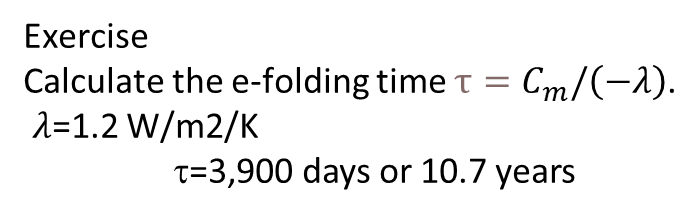 Exercise
Calculate the e-folding time τ = Cₘ/(−λ).
λ=1.2 W/m2/K
τ=3,900 days or 10.7 years